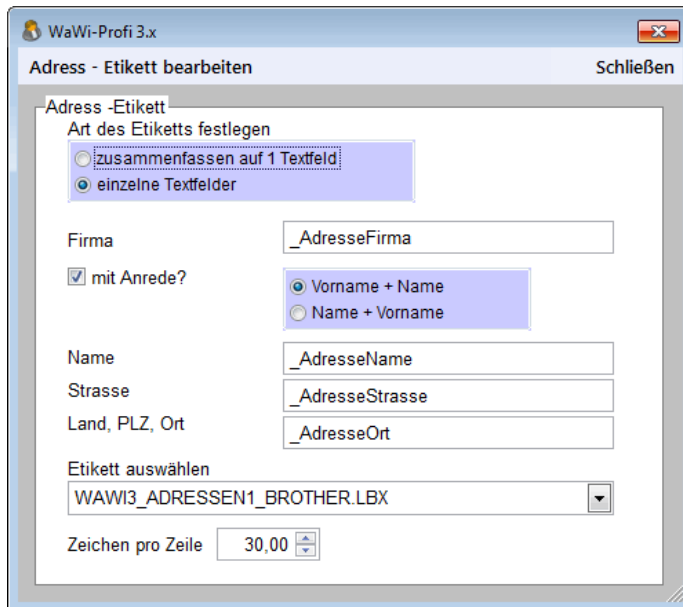 WaWi-Profi 3.x
Adress - Etikett bearbeiten Schließen
Adress -Etikett
Art des Etiketts festlegen
zusammenfassen auf 1 Textfeld
einzelne Textfelder
Firma _AdresseFirma
mit Anrede? Vorname + Name
Name + Vorname
Name _AdresseName
Strasse _AdresseStrasse
Land, PLZ, Ort _AdresseOrt
Etikett auswählen
WAWI3_ADRESSEN1_BROTHER.LBX
Zeichen pro Zeile 30,00